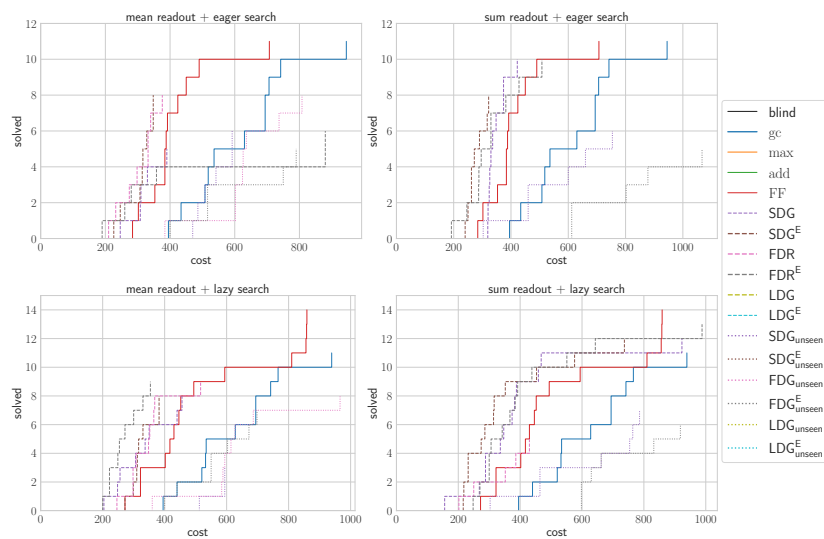 mean readout + eager search
sum readout + eager search
12
10
8
6
4
2
0
solved
0 200 400 600 800
cost
12
10
8
6
4
2
0
solved
0 200 400 600 800 1000
cost
mean readout + lazy search
sum readout + lazy search
14
12
10
8
6
4
2
0
solved
0 200 400 600 800 1000
cost
14
12
10
8
6
4
2
0
solved
0 200 400 600 800 1000
cost
blind
gc
max
add
FF
SDG
SDG^E
FDR
FDR^E
LDG
LDG^E
SDG_unseen
SDG^E_unseen
FDG_unseen
FDG^E_unseen
LDG_unseen
LDG^E_unseen